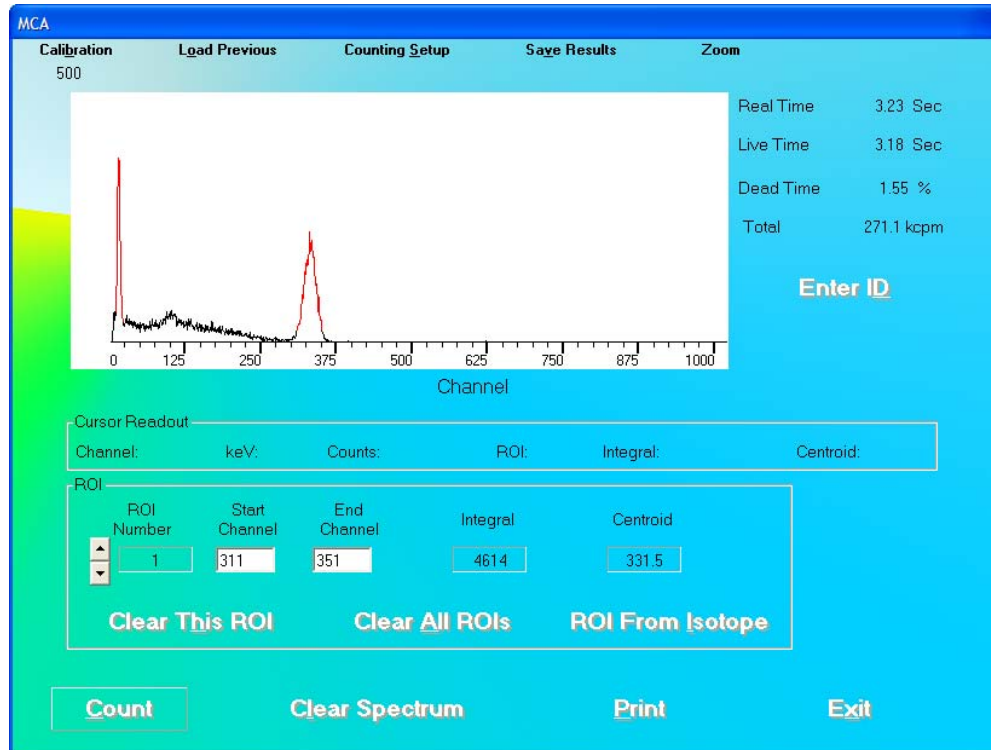 MCA
Calibration Load Previous Counting Setup Save Results Zoom
500
Real Time 3.23 Sec
Live Time 3.18 Sec
Dead Time 1.55 %
Total 271.1 kcpm
Enter ID
0 125 250 375 500 625 750 875 1000
Channel
Cursor Readout
Channel: keV: Counts: ROI: Integral: Centroid:
ROI
ROI Number Start Channel End Channel Integral Centroid
1 311 351 4614 331.5
Clear This ROI Clear All ROIs ROI From Isotope
Count Clear Spectrum Print Exit